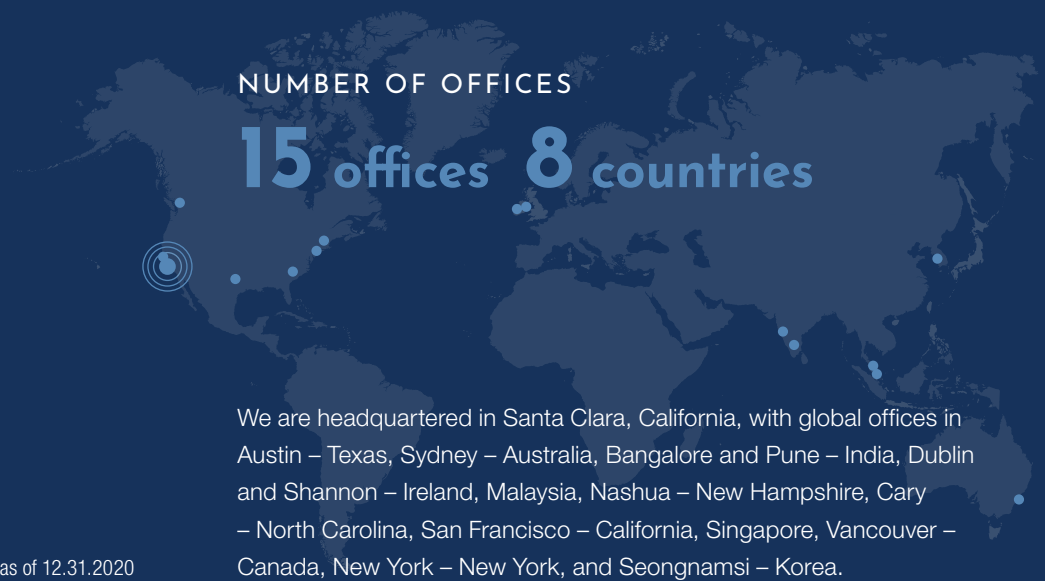 NUMBER OF OFFICES
15 offices 8 countries
We are headquartered in Santa Clara, California, with global offices in
Austin – Texas, Sydney – Australia, Bangalore and Pune – India, Dublin
and Shannon – Ireland, Malaysia, Nashua – New Hampshire, Cary
– North Carolina, San Francisco – California, Singapore, Vancouver –
Canada, New York – New York, and Seongnamsi – Korea.
as of 12.31.2020